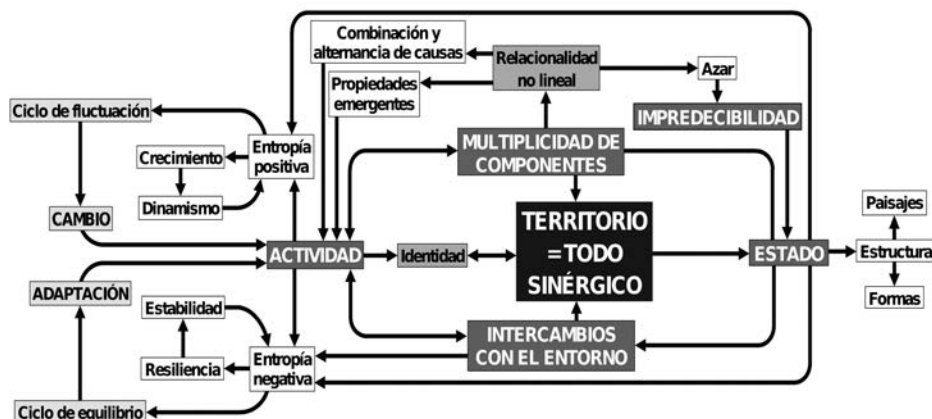 Combinación y
alternancia de causas
Relacionalidad
no lineal
Azar
Propiedades
emergentes
IMPREDECIBILIDAD
Ciclo de fluctuación
Crecimiento
Entropía
positiva
Dinamismo
MULTIPLICIDAD DE
COMPONENTES
CAMBIO
TERRITORIO
=TODO
SINÉRGICO
Paisajes
ACTIVIDAD
Identidad
ESTADO
Estructura
ADAPTACIÓN
Formas
Estabilidad
INTERCAMBIOS
CON EL ENTORNO
Resiliencia
Entropía
negativa
Ciclo de equilibrio